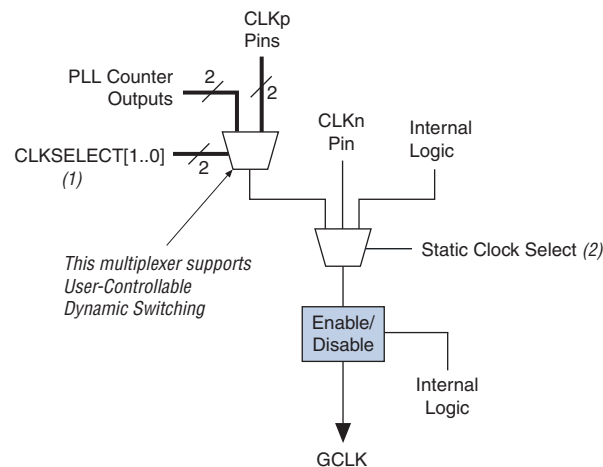 CLKp
Pins
PLL Counter
Outputs
2
2
CLKn
Pin
Internal
Logic
CLKSELECT[1..0]
(1)
2
This multiplexer supports
User-Controllable
Dynamic Switching
Static Clock Select (2)
Enable/
Disable
Internal
Logic
GCLK